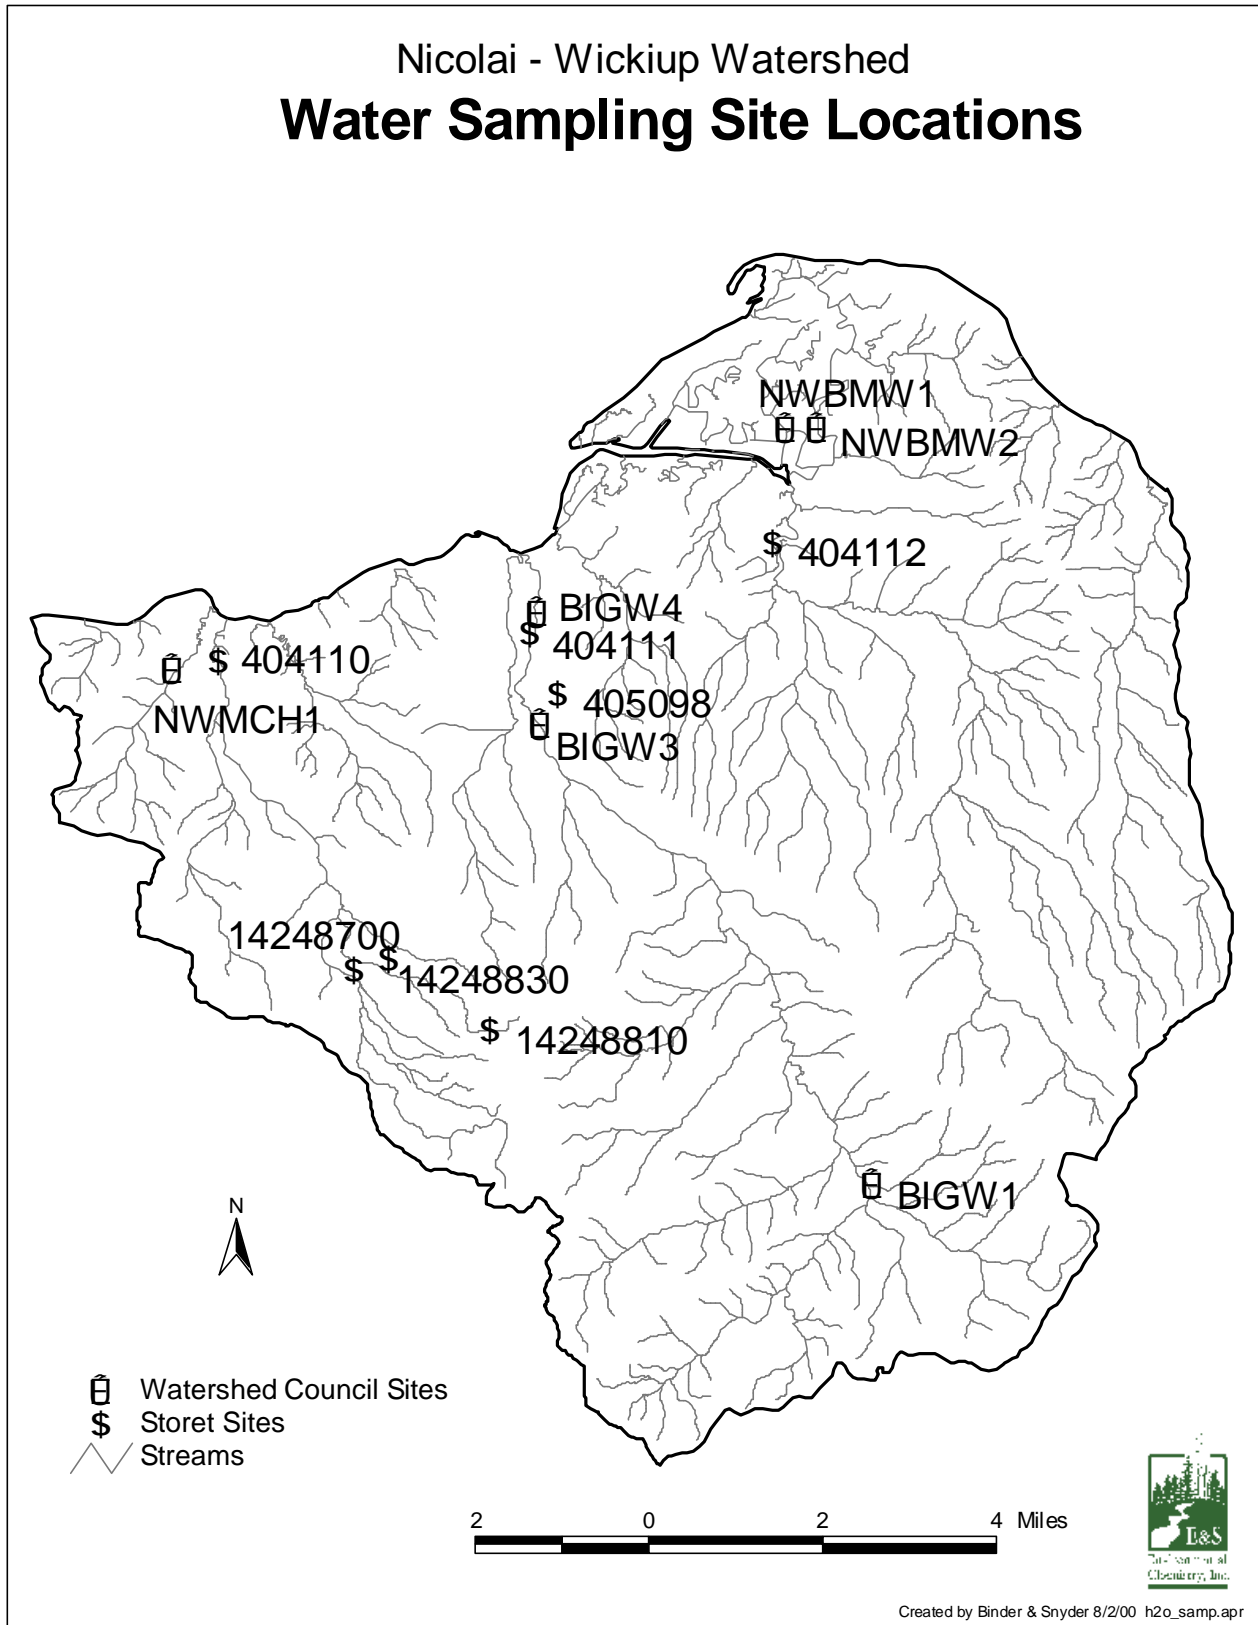 Nicolai - Wickiup Watershed
Water Sampling Site Locations
NWBMW1
NWBMW2
$ 404112
BIGW4
$ 404111
$ 404110
$ 405098
NWMCH1
BIGW3
14248700
$ $ 14248830
$ 14248810
BIGW1
N
Watershed Council Sites
$ Storet Sites
Streams
2 0 2 4 Miles
E&S
Environmental
Chemistry, Inc.
Created by Binder & Snyder 8/2/00 h2o_samp.apr